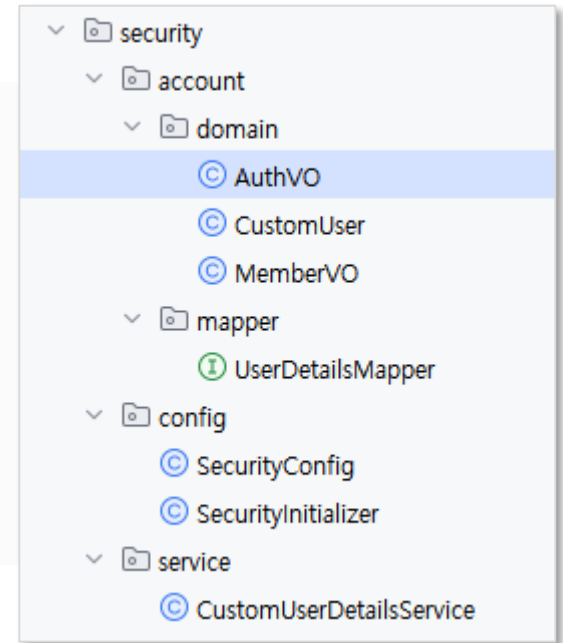 security
account
domain
AuthVO
CustomUser
MemberVO
mapper
UserDetailsMapper
config
SecurityConfig
SecurityInitializer
service
CustomUserDetailsService